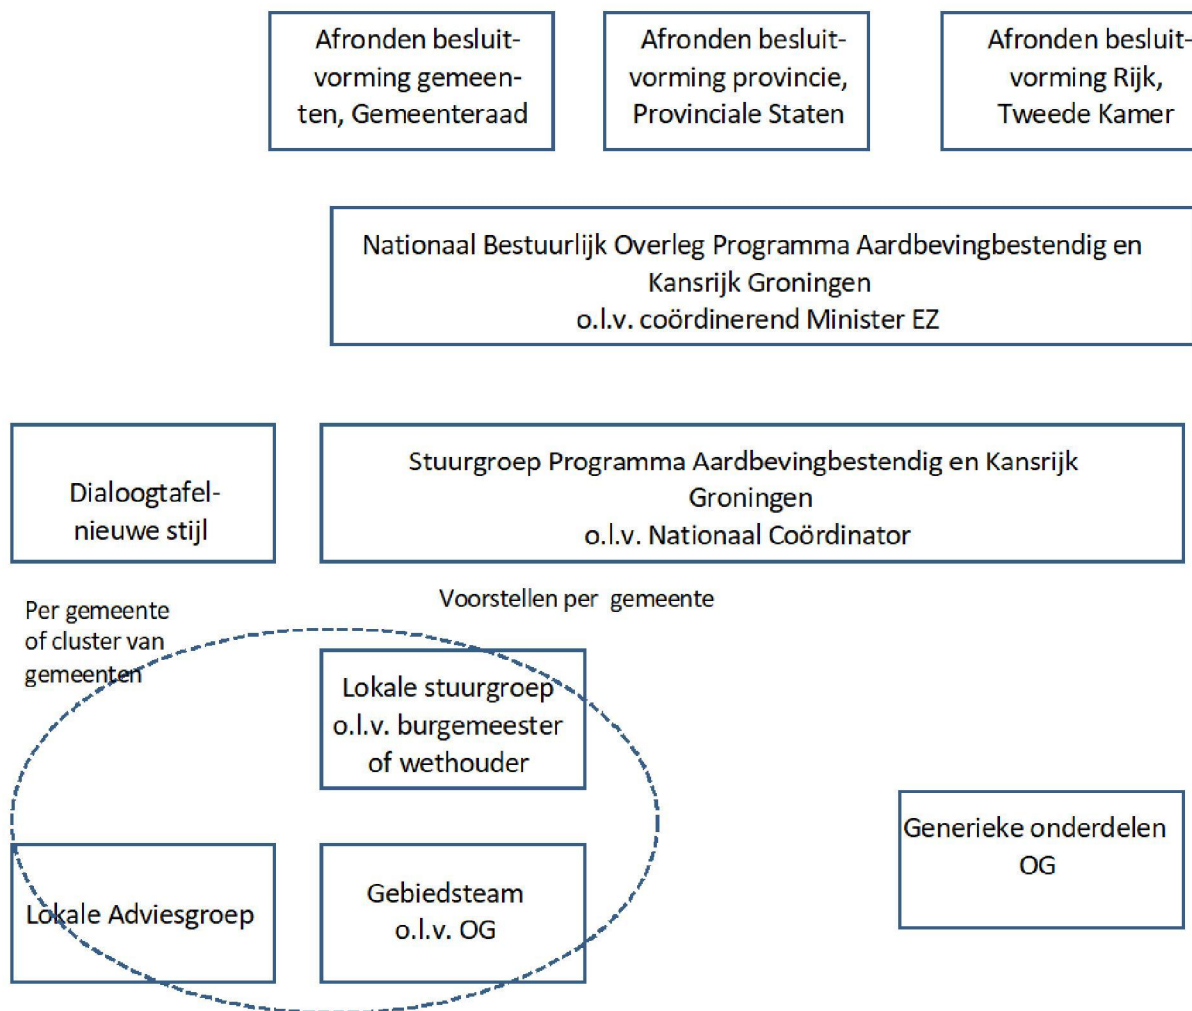 Afronden besluit-
vorming gemeen-
ten, Gemeenteraad
Afronden besluit-
vorming provincie,
Provinciale Staten
Afronden besluit-
vorming Rijk,
Tweede Kamer
Nationaal Bestuurlijk Overleg Programma Aardbevingbestendig en
Kansrijk Groningen
o.l.v. coördinerend Minister EZ
Dialoogtafel-
nieuwe stijl
Stuurgroep Programma Aardbevingbestendig en Kansrijk
Groningen
o.l.v. Nationaal Coördinator
Per gemeente
of cluster van
gemeenten
Voorstellen per gemeente
Lokale stuurgroep
o.l.v. burgemeester
of wethouder
Generieke onderdelen
OG
Lokale Adviesgroep
Gebiedsteam
o.l.v. OG